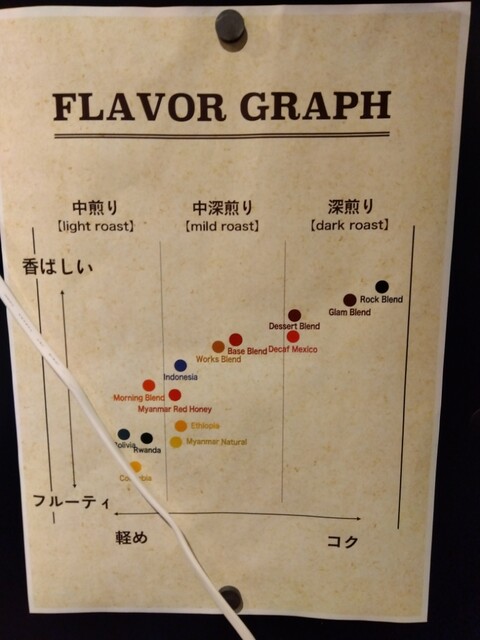 FLAVOR GRAPH
中煎り
【light roast】
中深煎り
【mild roast】
深煎り
【dark roast】
香ばしい
Rock Blend
Glam Blend
Dessert Blend
Decaf Mexico
Base Blend
Works Blend
Indonesia
Morning Blend
Myanmar Red Honey
Ethiopia
Myanmar Natural
Rwanda
フルーティ
軽め
コク